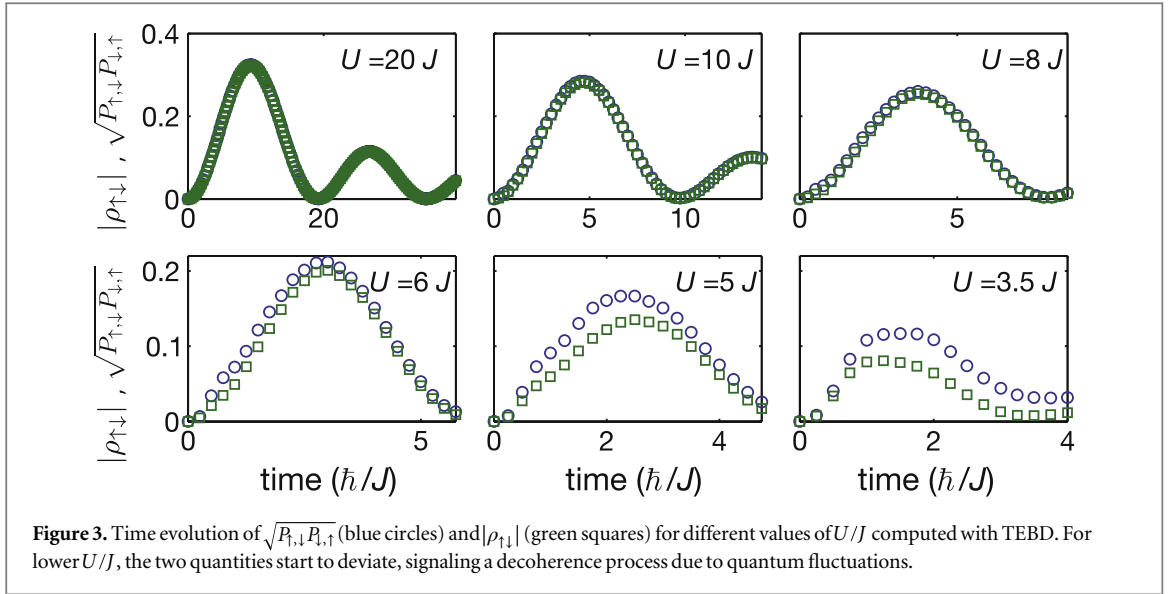 |ρ↑↓| , √P↑,↓P↓,↑
0.4
0.2
0
0
20
U =20 J
0
5
10
U =10 J
0
5
U =8 J
|ρ↑↓| , √P↑,↓P↓,↑
0.2
0.1
0
0
5
U =6 J
0
2
4
U =5 J
0
2
4
U =3.5 J
time (ħ/J)
time (ħ/J)
time (ħ/J)
Figure 3. Time evolution of √P↑,↓P↓,↑ (blue circles) and |ρ↑↓| (green squares) for different values of U/J computed with TEBD. For
lower U/J, the two quantities start to deviate, signaling a decoherence process due to quantum fluctuations.